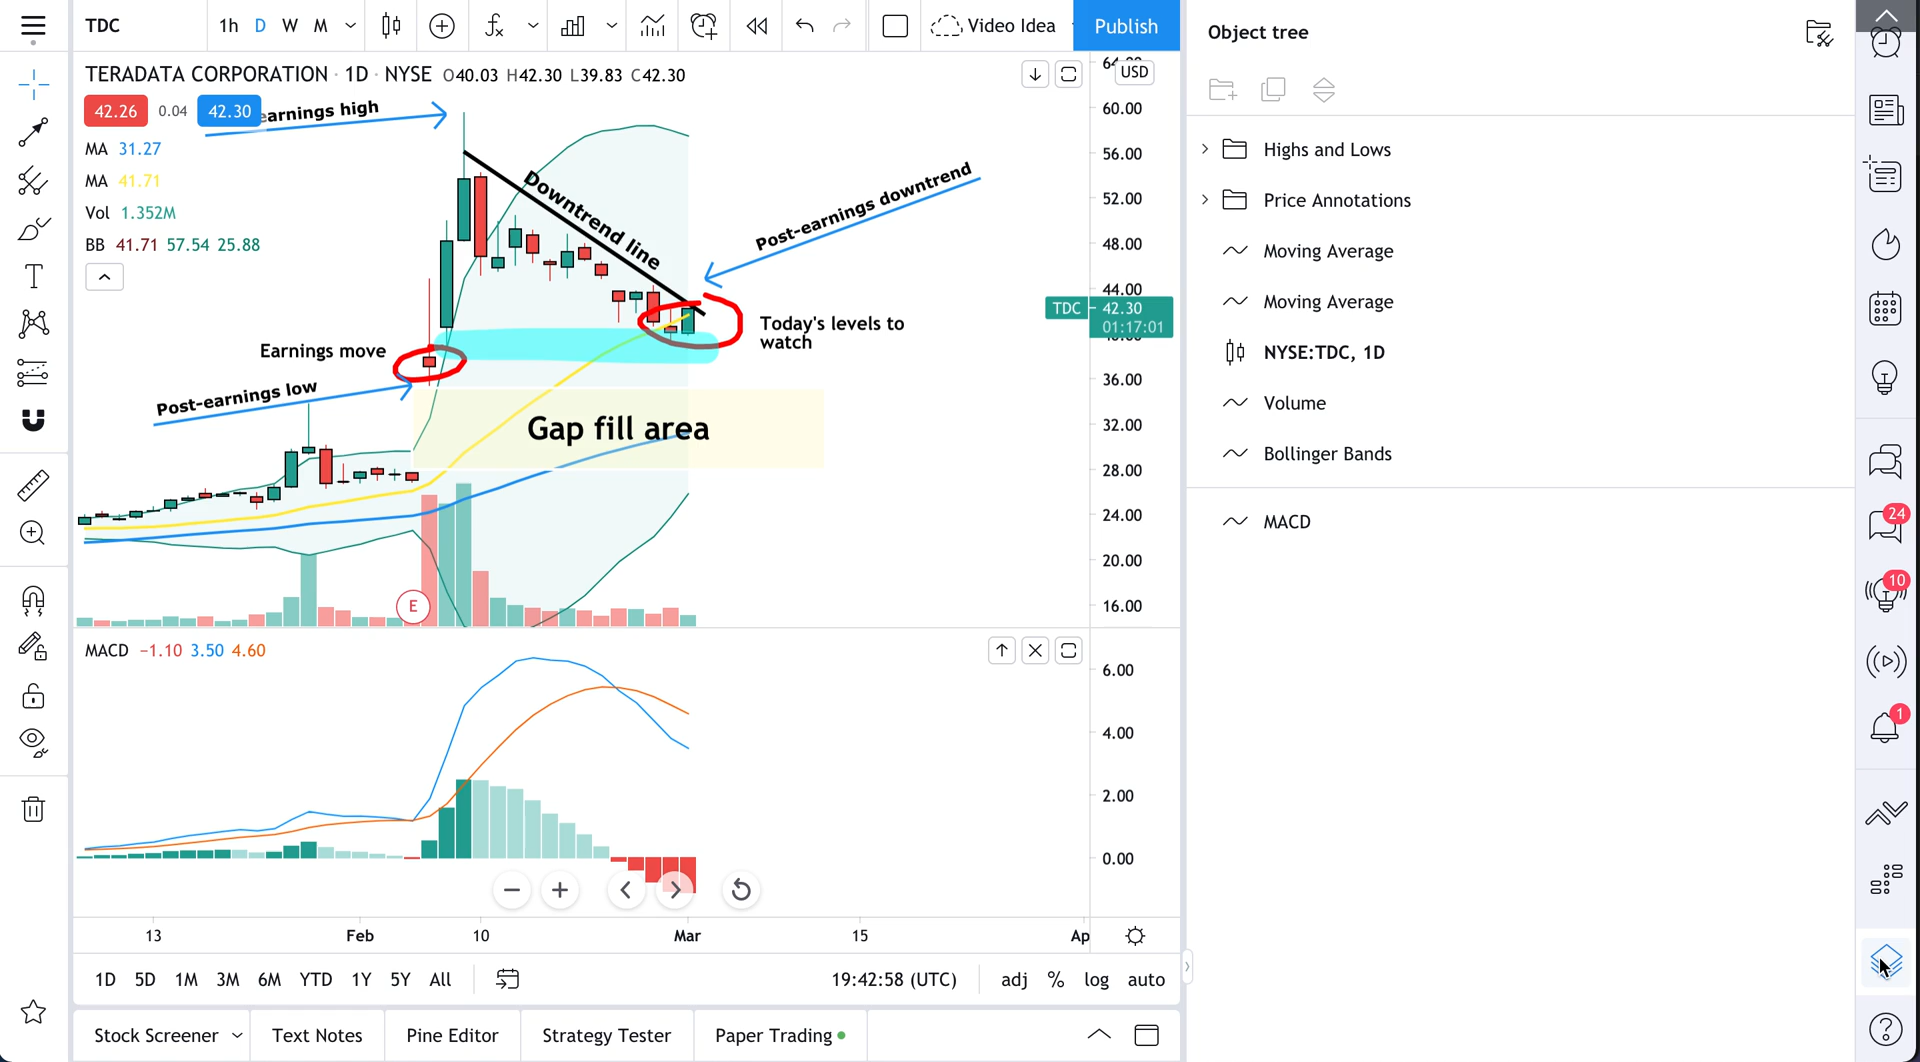 TDC
1h D W M
Video Idea
Publish
Object tree
TERADATA CORPORATION · 1D · NYSE O40.03 H42.30 L39.83 C42.30
USD
42.26 0.04 42.30
earnings high
MA 31.27
MA 41.71
Vol 1.352M
BB 41.71 57.54 25.88
Downtrend line
Post-earnings downtrend
Today's levels to
watch
Earnings move
Post-earnings low
Gap fill area
E
60.00
56.00
52.00
48.00
44.00
TDC 42.30
01:17:01
36.00
32.00
28.00
24.00
20.00
16.00
Highs and Lows
Price Annotations
Moving Average
Moving Average
NYSE:TDC, 1D
Volume
Bollinger Bands
MACD
24
10
1
MACD −1.10 3.50 4.60
6.00
4.00
2.00
0.00
13 Feb 10 Mar 15 Ap
1D 5D 1M 3M 6M YTD 1Y 5Y All
19:42:58 (UTC)
adj % log auto
Stock Screener Text Notes Pine Editor Strategy Tester Paper Trading